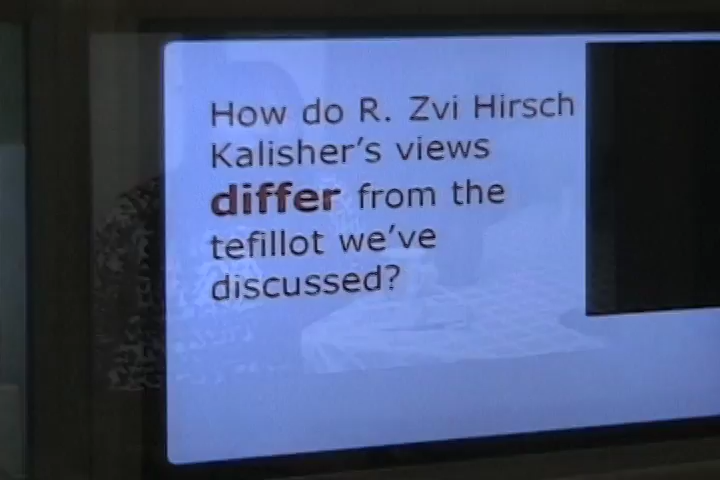 How do R. Zvi Hirsch
Kalisher's views
differ from the
tefillot we've
discussed?